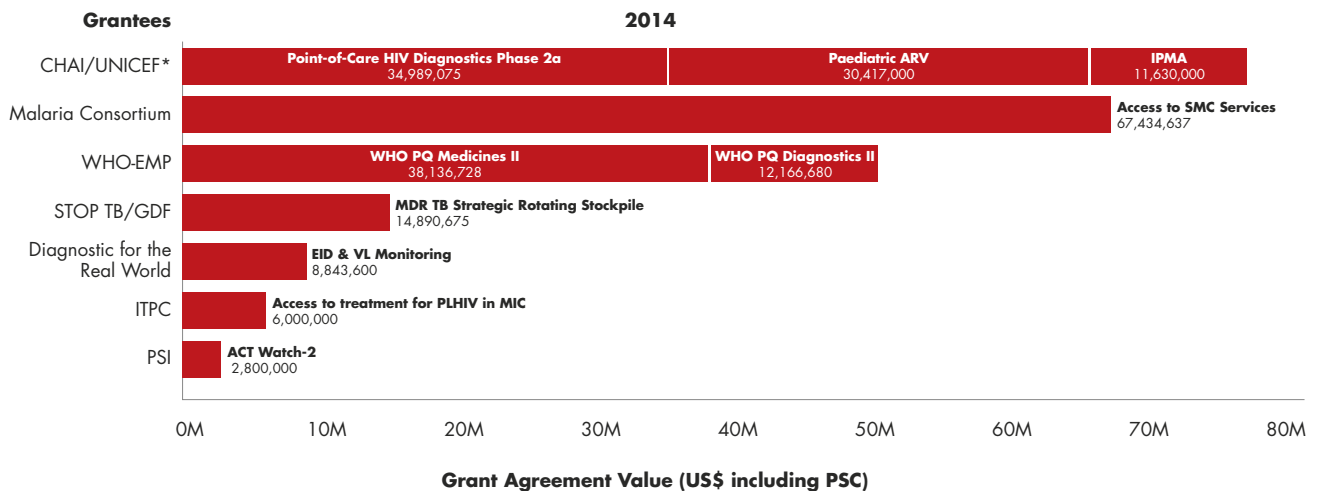 Grantees
2014
CHAI/UNICEF*
Point-of-Care HIV Diagnostics Phase 2a
34,989,075
Paediatric ARV
30,417,000
IPMA
11,630,000
Malaria Consortium
Access to SMC Services
67,434,637
WHO-EMP
WHO PQ Medicines II
38,136,728
WHO PQ Diagnostics II
12,166,680
STOP TB/GDF
MDR TB Strategic Rotating Stockpile
14,890,675
Diagnostic for the
Real World
EID & VL Monitoring
8,843,600
ITPC
Access to treatment for PLHIV in MIC
6,000,000
PSI
ACT Watch-2
2,800,000
0M 10M 20M 30M 40M 50M 60M 70M 80M
Grant Agreement Value (US$ including PSC)